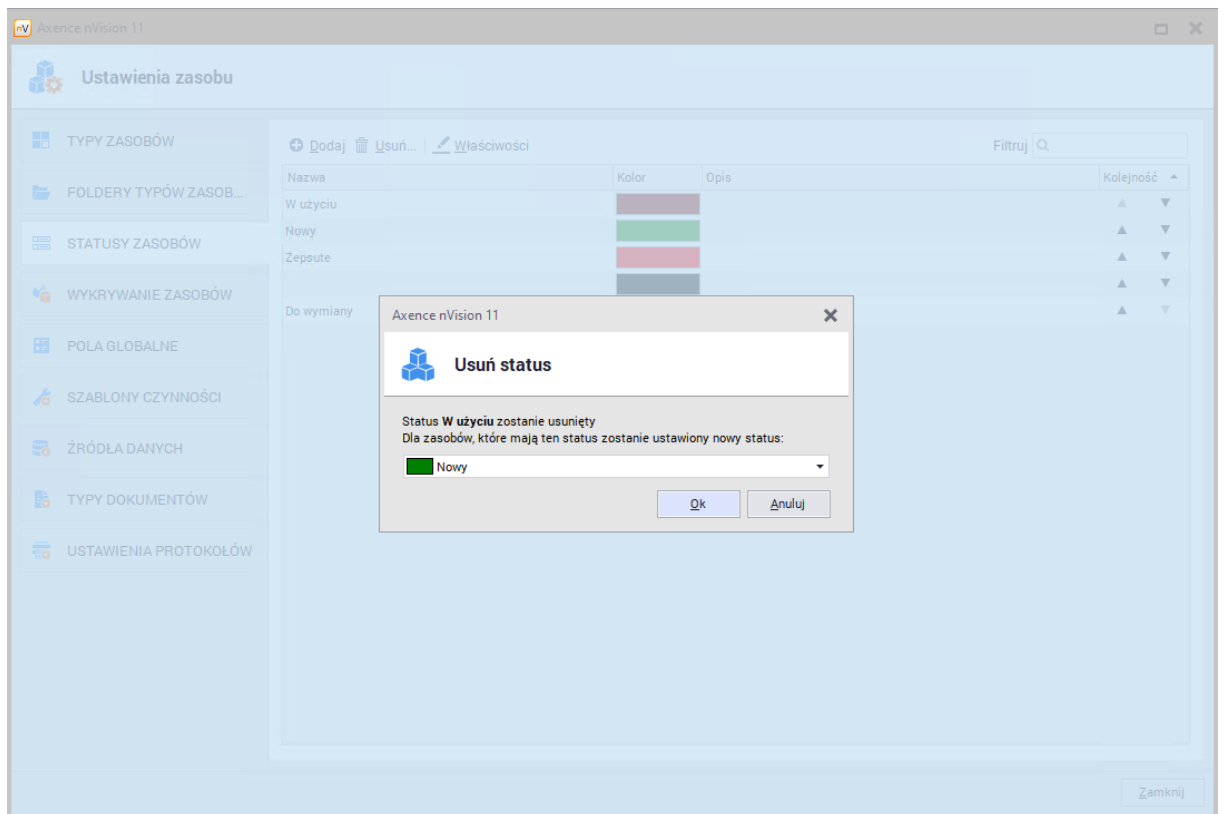 nV Axence nVision 11
Ustawienia zasobu
TYPY ZASOBÓW
FOLDERY TYPÓW ZASOB...
STATUSY ZASOBÓW
WYKRYWANIE ZASOBÓW
POLA GLOBALNE
SZABLONY CZYNNOŚCI
ŹRÓDŁA DANYCH
TYPY DOKUMENTÓW
USTAWIENIA PROTOKOŁÓW
Dodaj Usuń... Właściwości Filtruj
Nazwa Kolor Opis Kolejność
W użyciu
Nowy
Zepsute
Do wymiany
Axence nVision 11
Usuń status
Status W użyciu zostanie usunięty
Dla zasobów, które mają ten status zostanie ustawiony nowy status:
Nowy
Ok Anuluj
Zamknij